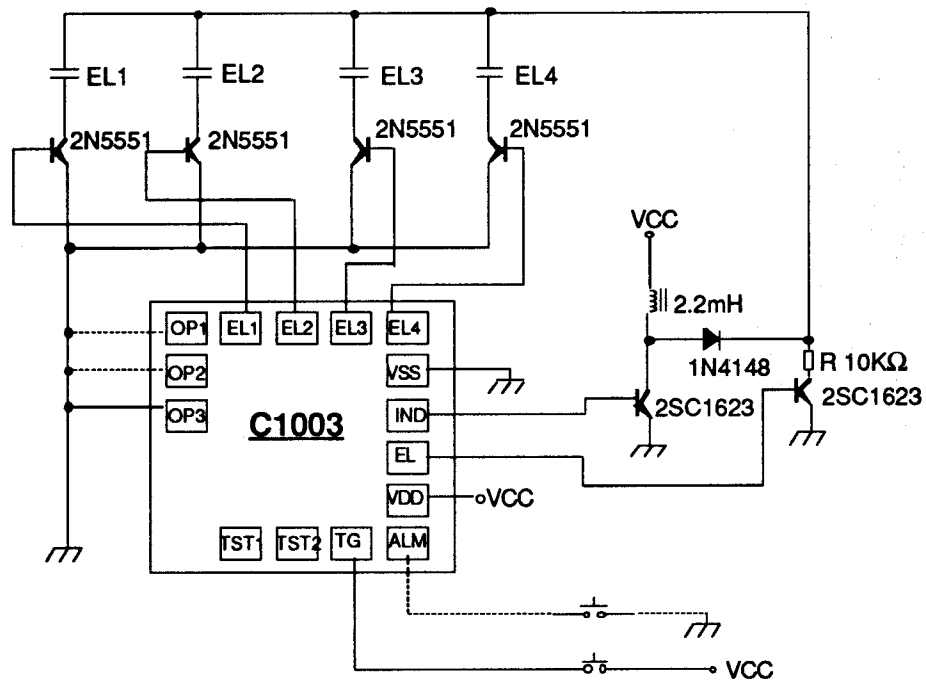 EL1
EL2
EL3
EL4
2N5551
2N5551
2N5551
2N5551
VCC
2.2mH
1N4148
R 10KΩ
2SC1623
2SC1623
OP1
EL1
EL2
EL3
EL4
OP2
VSS
OP3
IND
C1003
EL
VDD
VCC
TST1
TST2
TG
ALM
VCC